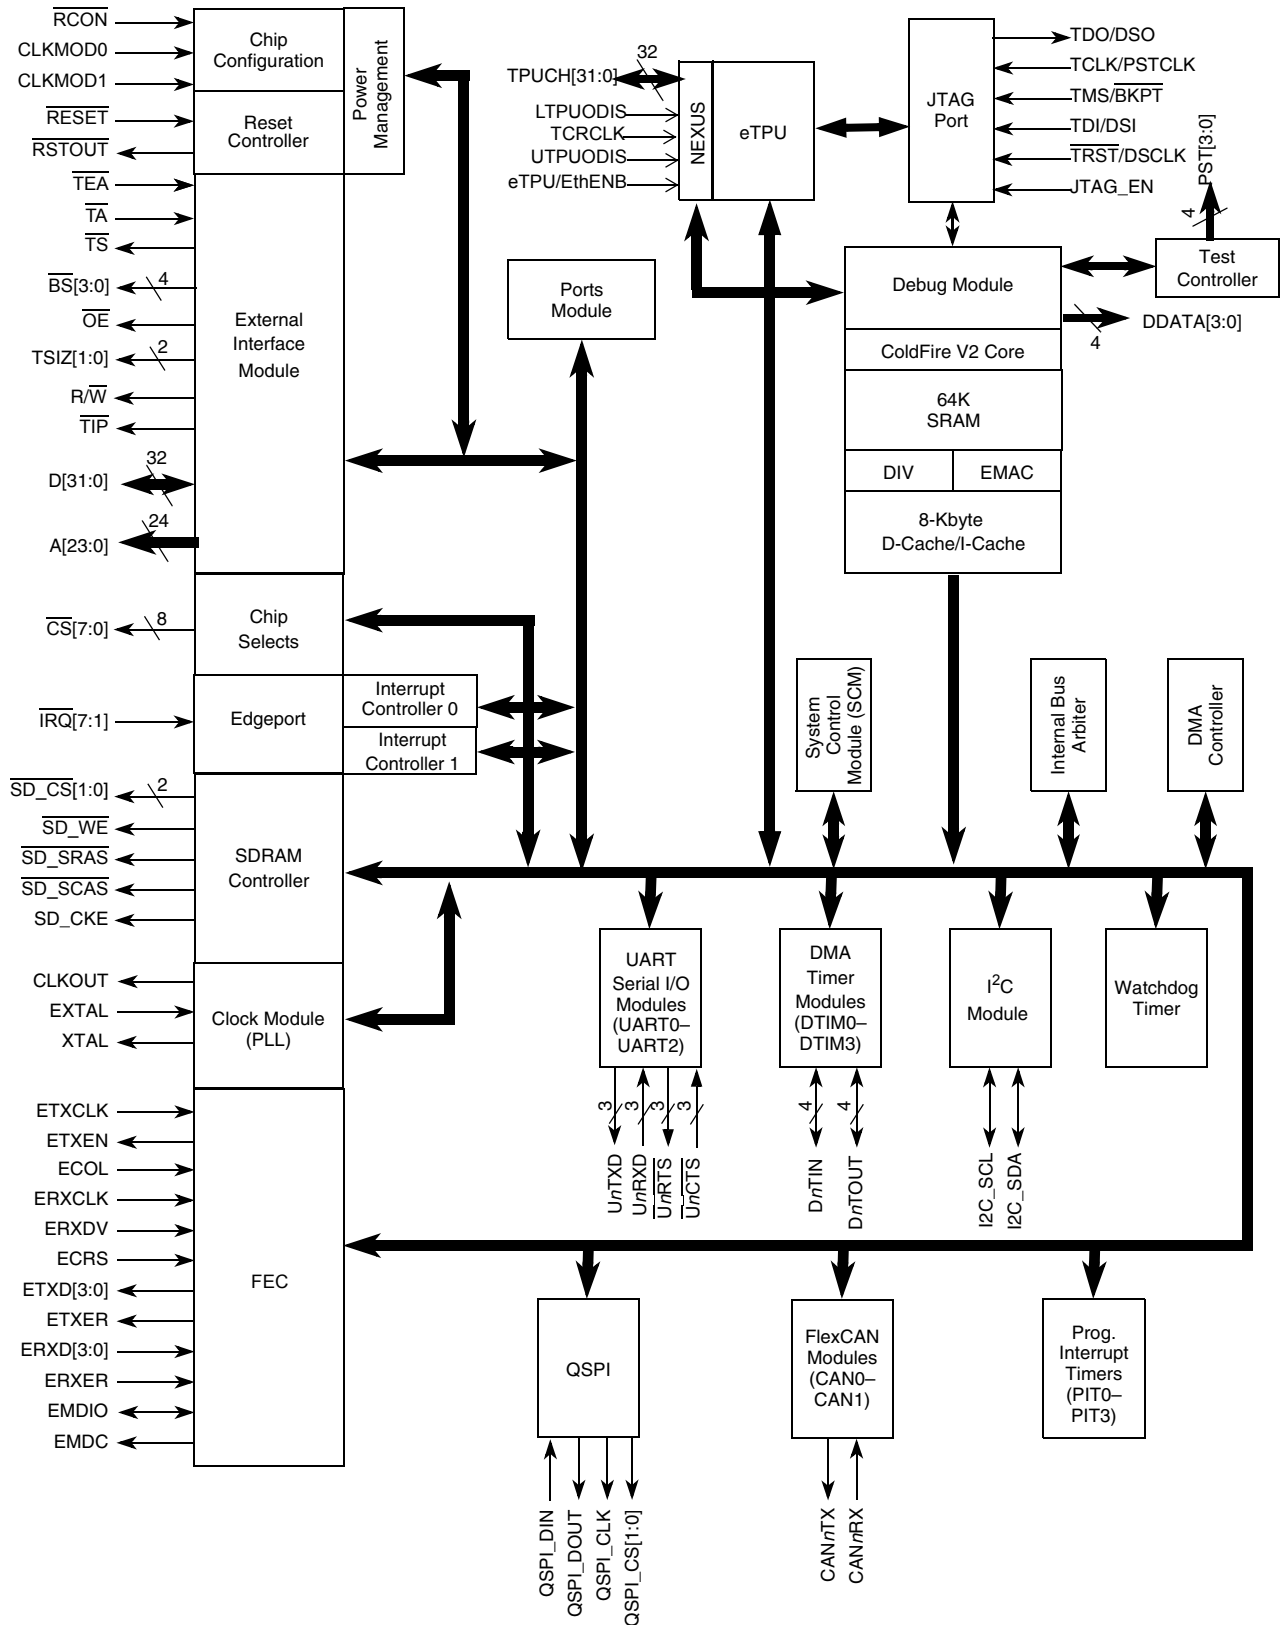 RCON
CLKMOD0
CLKMOD1
RESET
RSTOUT
TEA
TA
TS
BS[3:0]
4
OE
TSIZ[1:0]
2
R/W
TIP
D[31:0]
32
A[23:0]
24
CS[7:0]
8
IRQ[7:1]
SD_CS[1:0]
2
SD_WE
SD_SRAS
SD_SCAS
SD_CKE
CLKOUT
EXTAL
XTAL
ETXCLK
ETXEN
ECOL
ERXCLK
ERXDV
ECRS
ETXD[3:0]
ETXER
ERXD[3:0]
ERXER
EMDIO
EMDC
Chip
Configuration
Power
Management
Reset
Controller
External
Interface
Module
Chip
Selects
Edgeport
Interrupt
Controller 0
Interrupt
Controller 1
SDRAM
Controller
Clock Module
(PLL)
FEC
Ports
Module
TPUCH[31:0]
32
LTPUODIS
TCRCLK
UTPUODIS
eTPU/EthENB
NEXUS
eTPU
JTAG
Port
TDO/DSO
TCLK/PSTCLK
TMS/BKPT
TDI/DSI
TRST/DSCLK
JTAG_EN
PST[3:0]
4
Test
Controller
DDATA[3:0]
4
Debug Module
ColdFire V2 Core
64K
SRAM
DIV
EMAC
8-Kbyte
D-Cache/I-Cache
System
Control
Module (SCM)
Internal Bus
Arbiter
DMA
Controller
UART
Serial I/O
Modules
(UART0–
UART2)
3
3
3
3
UnTXD
UnRXD
UnRTS
UnCTS
DMA
Timer
Modules
(DTIM0–
DTIM3)
4
4
DnTIN
DnTOUT
I2C
Module
I2C_SCL
I2C_SDA
Watchdog
Timer
QSPI
QSPI_DIN
QSPI_DOUT
QSPI_CLK
QSPI_CS[1:0]
FlexCAN
Modules
(CAN0–
CAN1)
CANnTX
CANnRX
Prog.
Interrupt
Timers
(PIT0–
PIT3)